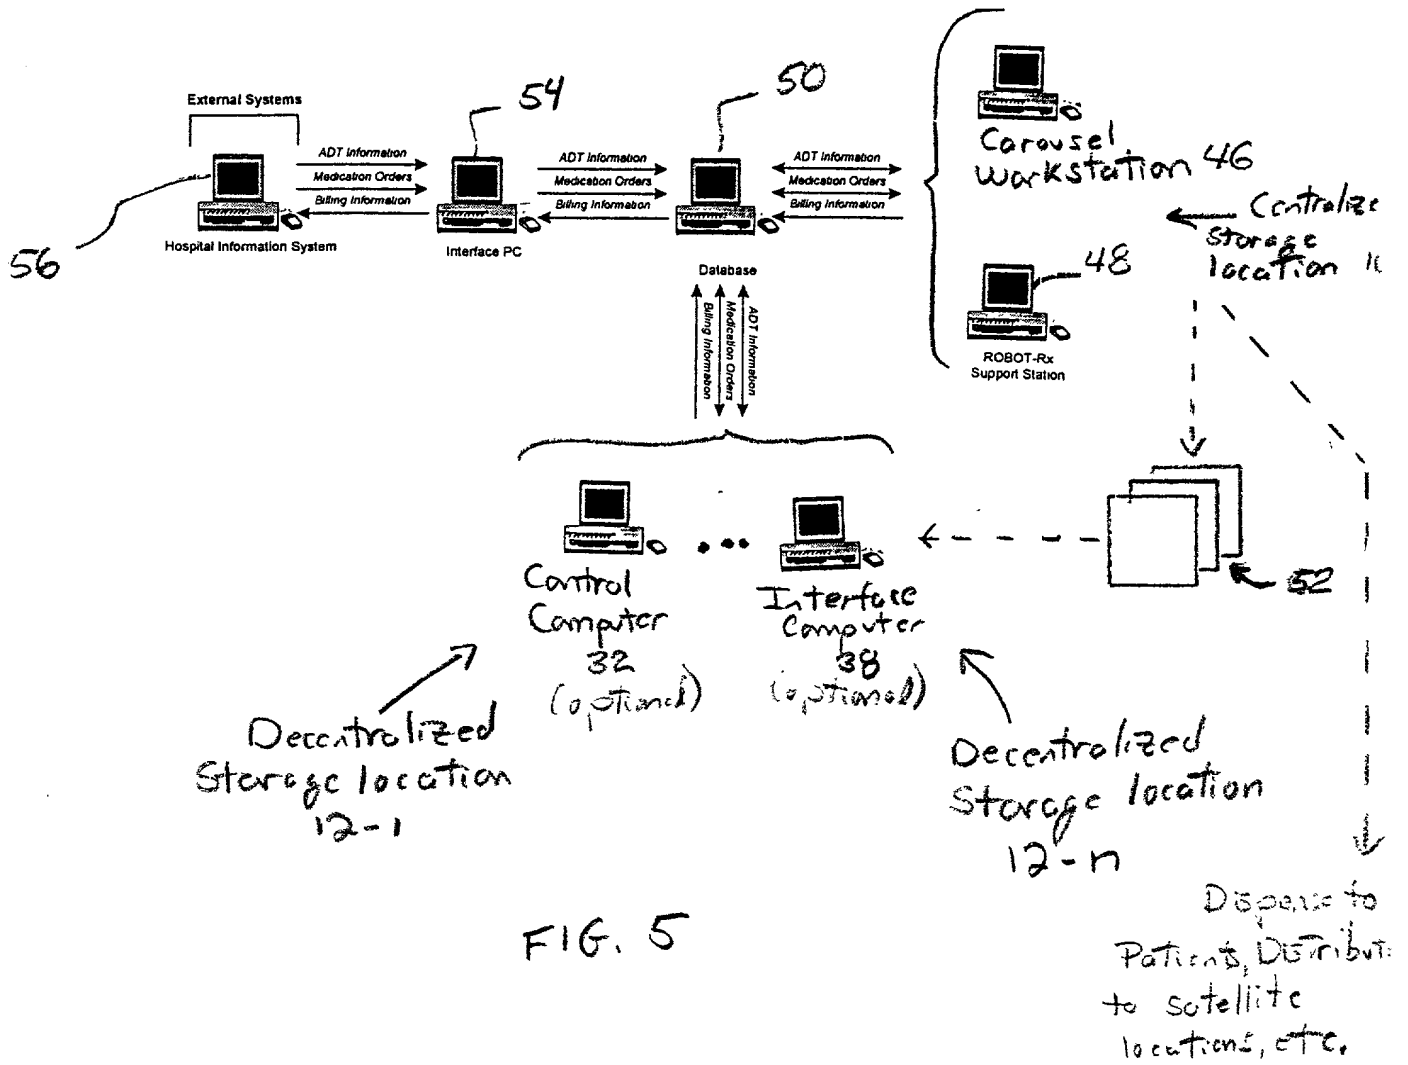 External Systems
56
Hospital Information System
ADT Information
Medication Orders
Billing Information
54
Interface PC
ADT Information
Medication Orders
Billing Information
50
Database
ADT Information
Medication Orders
Billing Information
Carousel
Workstation 46
Centralize
Storage
location
48
ROBOT-Rx
Support Station
Billing Information
Medication Orders
ADT Information
Control
Computer
32
(optional)
Interface
Computer
38
(optional)
52
Decentralized
Storage location
12-1
Decentralized
Storage location
12-n
Dispense to
Patients, Distribut
to satellite
locations, etc.
FIG. 5